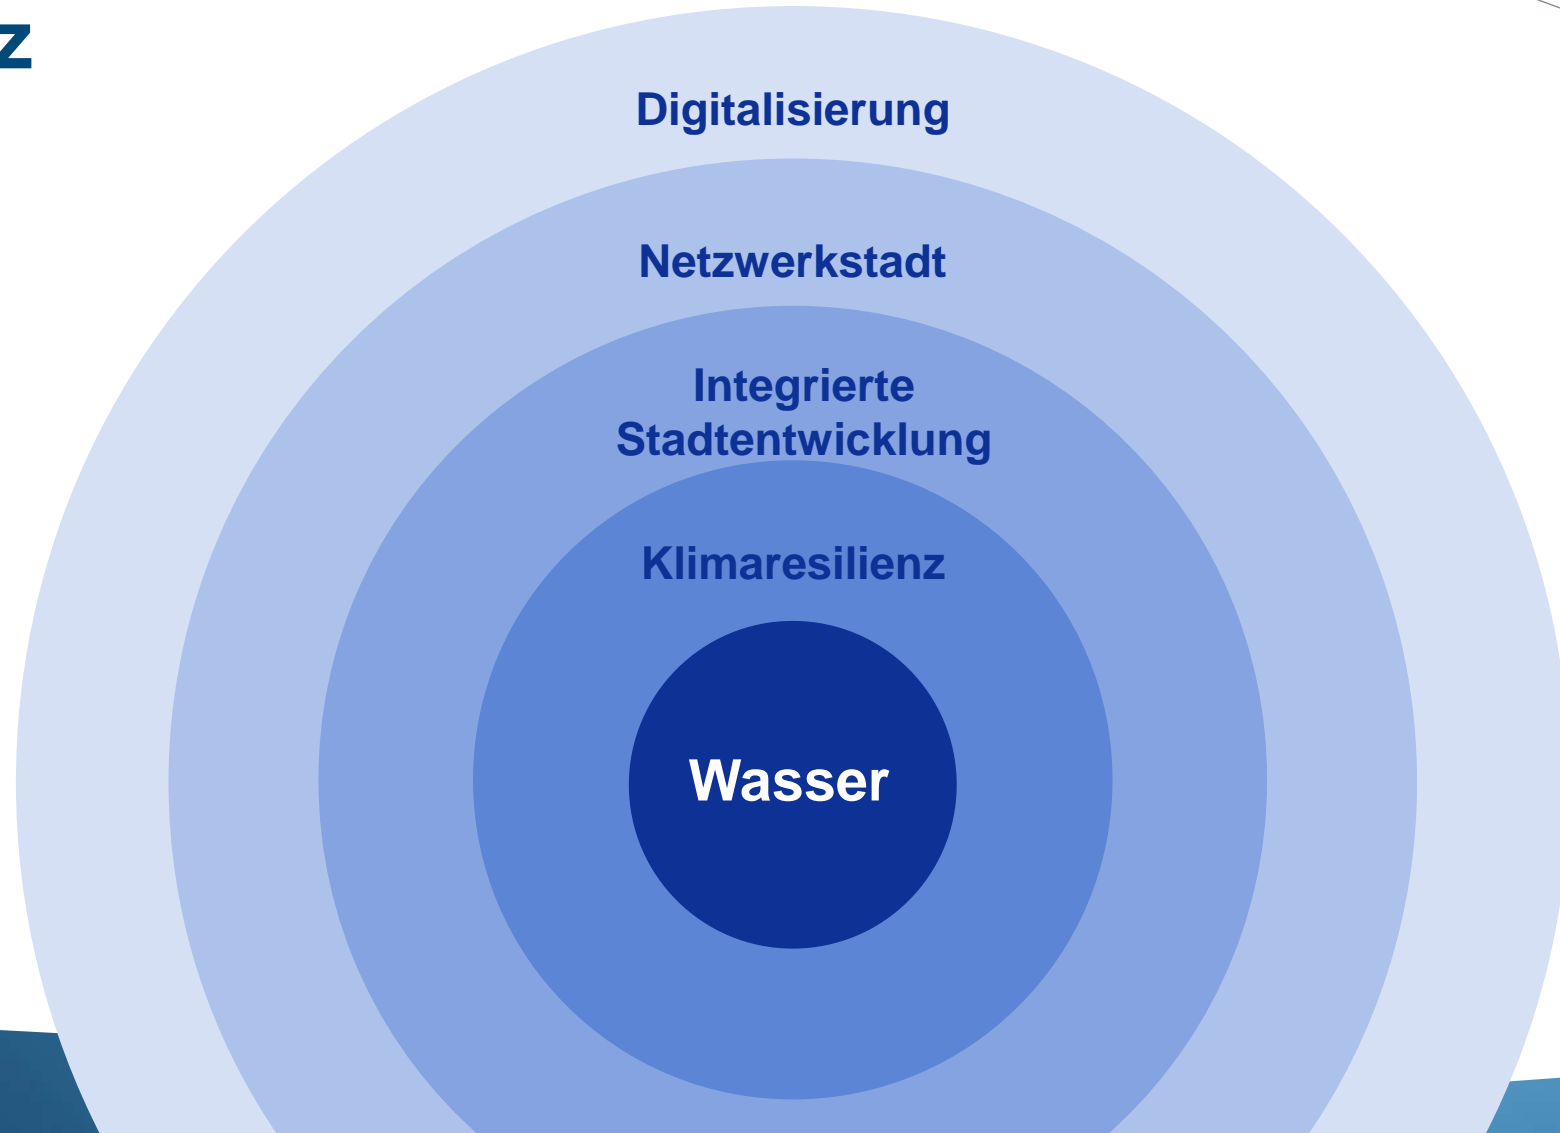 z
Digitalisierung
Netzwerkstadt
Integrierte
Stadtentwicklung
Klimaresilienz
Wasser